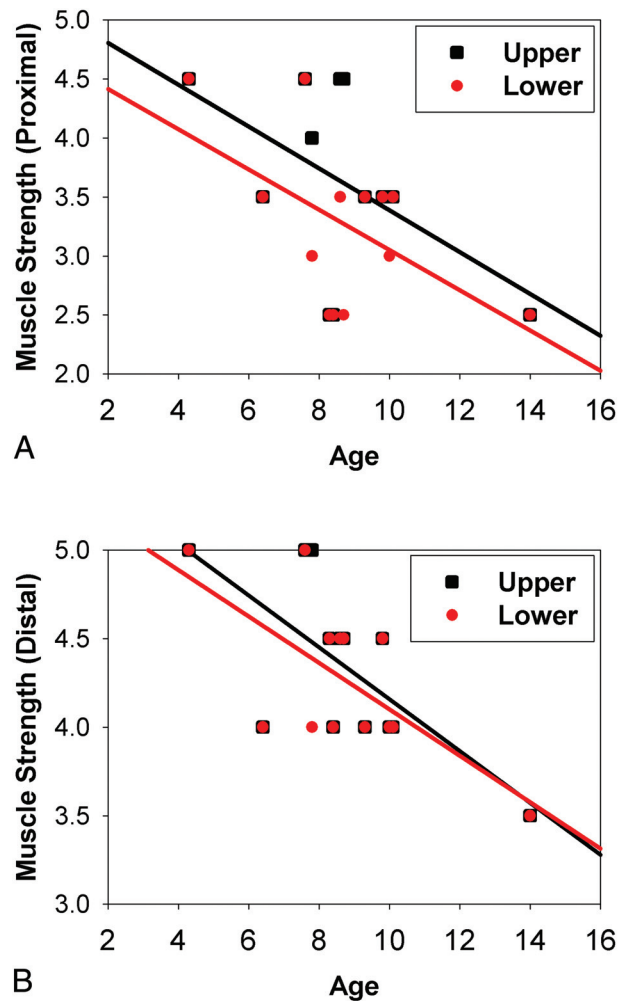 5.0
4.5
4.0
3.5
3.0
2.5
2.0
Muscle Strength (Proximal)
Upper
Lower
2 4 6 8 10 12 14 16
Age
A
5.0
4.5
4.0
3.5
3.0
Muscle Strength (Distal)
Upper
Lower
2 4 6 8 10 12 14 16
Age
B